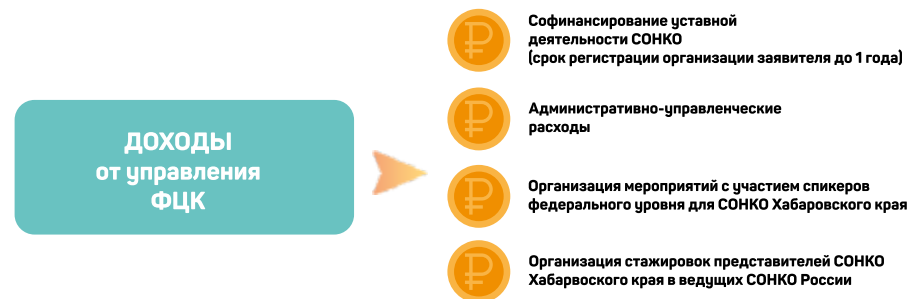 ДОХОДЫ
от управления
ФЦК
Софинансирование уставной
деятельности СОНКО
(срок регистрации организации заявителя до 1 года)
Административно-управленческие
расходы
Организация мероприятий с участием спикеров
федерального уровня для СОНКО Хабаровского края
Организация стажировок представителей СОНКО
Хабарвоского края в ведущих СОНКО России